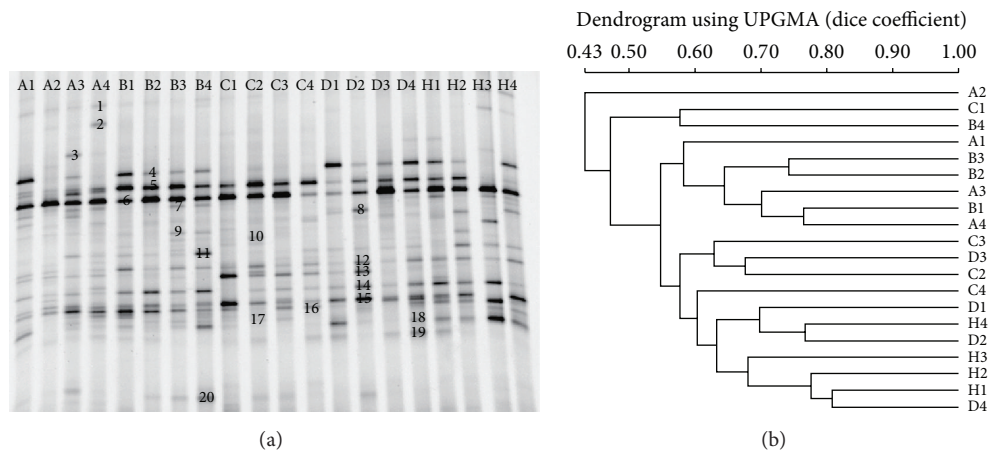 Dendrogram using UPGMA (dice coefficient)
0.43 0.50 0.60 0.70 0.80 0.90 1.00
A1 A2 A3 A4 B1 B2 B3 B4 C1 C2 C3 C4 D1 D2 D3 D4 H1 H2 H3 H4
1
2
3
4
5
6
7
8
9
10
11
12
13
14
15
16
17
18
19
20
A2
C1
B4
A1
B3
B2
A3
B1
A4
C3
D3
C2
C4
D1
H4
D2
H3
H2
H1
D4
(a) (b)